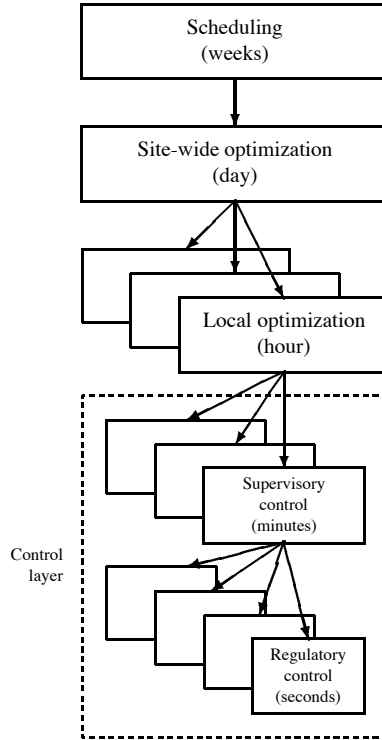 Scheduling
(weeks)
Site-wide optimization
(day)
Local optimization
(hour)
Supervisory
control
(minutes)
Control
layer
Regulatory
control
(seconds)